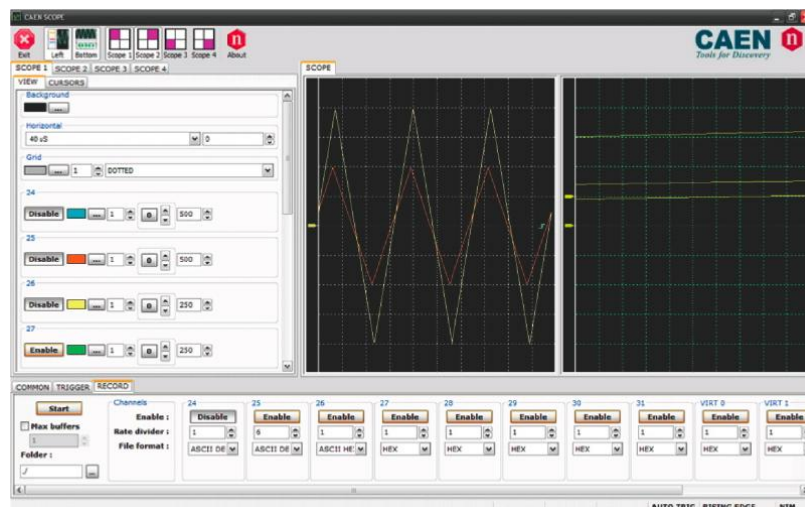 CAEN SCOPE
Exit Left Bottom Scope 1 Scope 2 Scope 3 Scope 4 About
CAEN n
Tools for Discovery
SCOPE 1 SCOPE 2 SCOPE 3 SCOPE 4
SCOPE
VIEW CURSORS
Background
...
Horizontal
40 uS 0
Grid
... 1 DOTTED
24
Disable ... 1 0 500
25
Disable ... 1 0 500
26
Disable ... 1 0 250
27
Enable ... 1 0 250
COMMON TRIGGER RECORD
Start
Max buffers
1
Folder :
./ ...
Channels 24 25 26 27 28 29 30 31 VIRT 0 VIRT 1
Enable : Disable Enable Enable Enable Enable Enable Enable Enable Enable Enable
Rate divider : 1 6 1 1 1 1 1 1 1 1
File format : ASCII DE ASCII DE ASCII HE HEX HEX HEX HEX HEX HEX HEX
AUTO TRIG RISING EDGE NIM